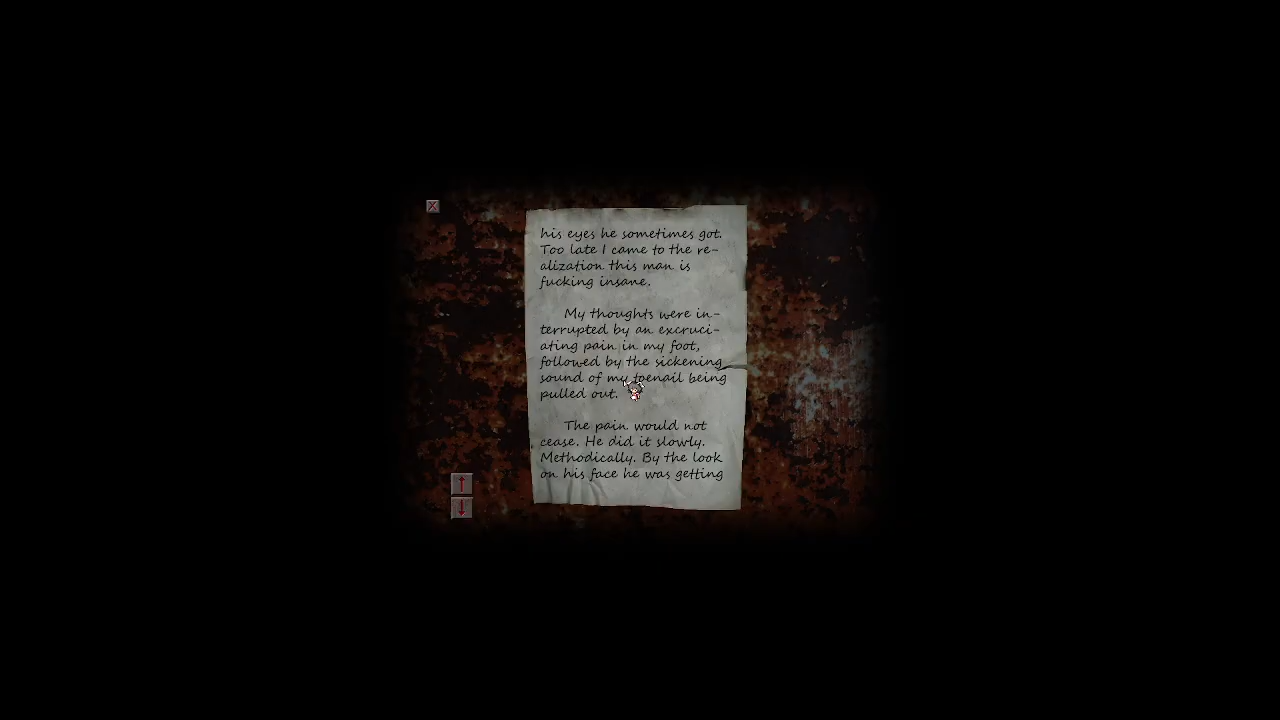 his eyes he sometimes got.
Too late I came to the re-
alization this man is
fucking insane.
My thoughts were in-
terrupted by an excruci-
ating pain in my foot,
followed by the sickening
sound of my toenail being
pulled out.
The pain would not
cease. He did it slowly.
Methodically. By the look
on his face he was getting